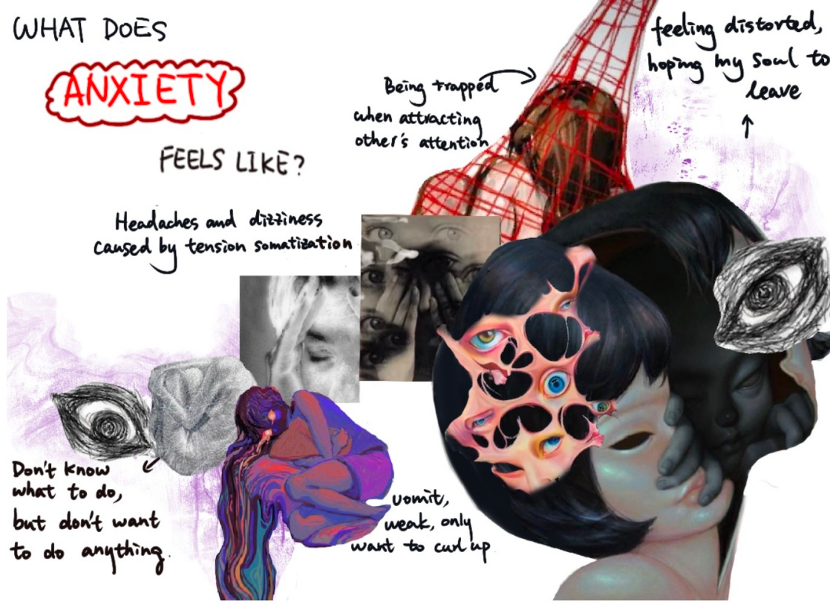 WHAT DOES
ANXIETY
FEELS LIKE?
Being trapped
when attracting
other's attention
feeling distorted,
hoping my soul to
leave
Headaches and dizziness
caused by tension somatization
Don't know
what to do,
but don't want
to do anything.
vomit,
weak, only
want to curl up